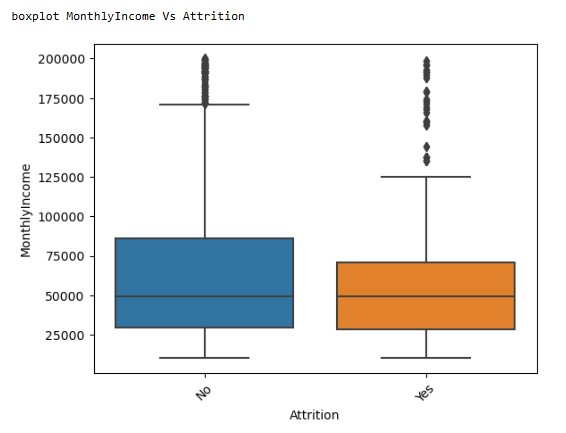 boxplot MonthlyIncome Vs Attrition
200000
175000
150000
125000
100000
75000
50000
25000
MonthlyIncome
No
Yes
Attrition